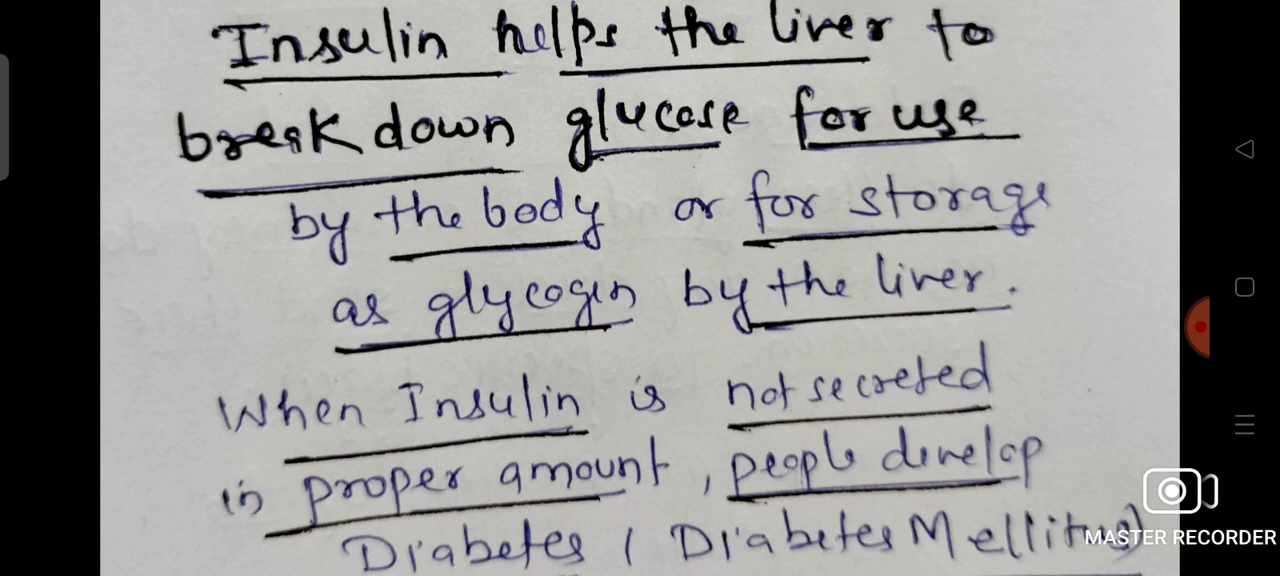 Insulin helps the liver to
break down glucose for use
by the body or for storage
as glycogen by the liver.
When Insulin is not secreted
in proper amount, people develop
Diabetes ( Diabetes Mellitus)
MASTER RECORDER